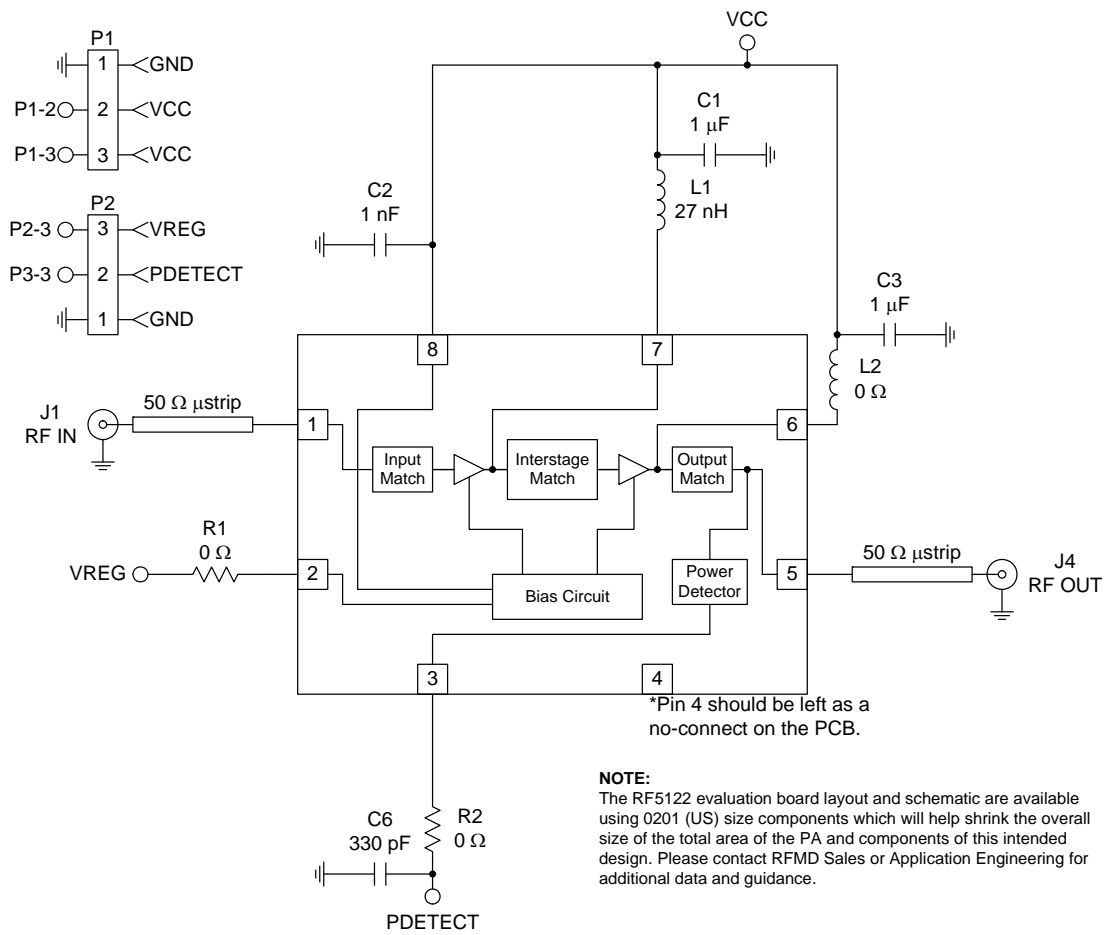 VCC
P1
1 GND
P1-2 2 VCC
P1-3 3 VCC
C1
1 μF
P2
P2-3 3 VREG
P3-3 2 PDETECT
1 GND
C2
1 nF
L1
27 nH
C3
1 μF
L2
0 Ω
8
7
J1
RF IN
50 Ω μstrip
1
6
Input
Match
Interstage
Match
Output
Match
R1
0 Ω
VREG
2
Bias Circuit
Power
Detector
5
50 Ω μstrip
J4
RF OUT
3
4
*Pin 4 should be left as a
no-connect on the PCB.
C6
330 pF
R2
0 Ω
PDETECT
NOTE:
The RF5122 evaluation board layout and schematic are available
using 0201 (US) size components which will help shrink the overall
size of the total area of the PA and components of this intended
design. Please contact RFMD Sales or Application Engineering for
additional data and guidance.